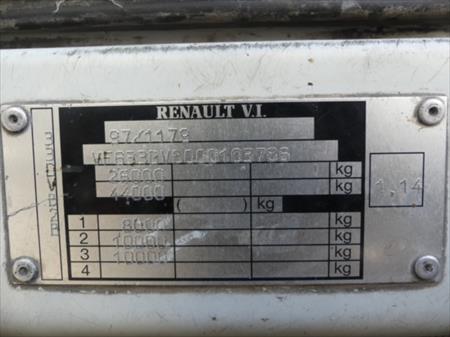 RENAULT V.I.
97/1179
26000 kg
44000 kg
( ) kg
1 8000 kg
2 10000 kg
3 10000 kg
4 kg
1,14